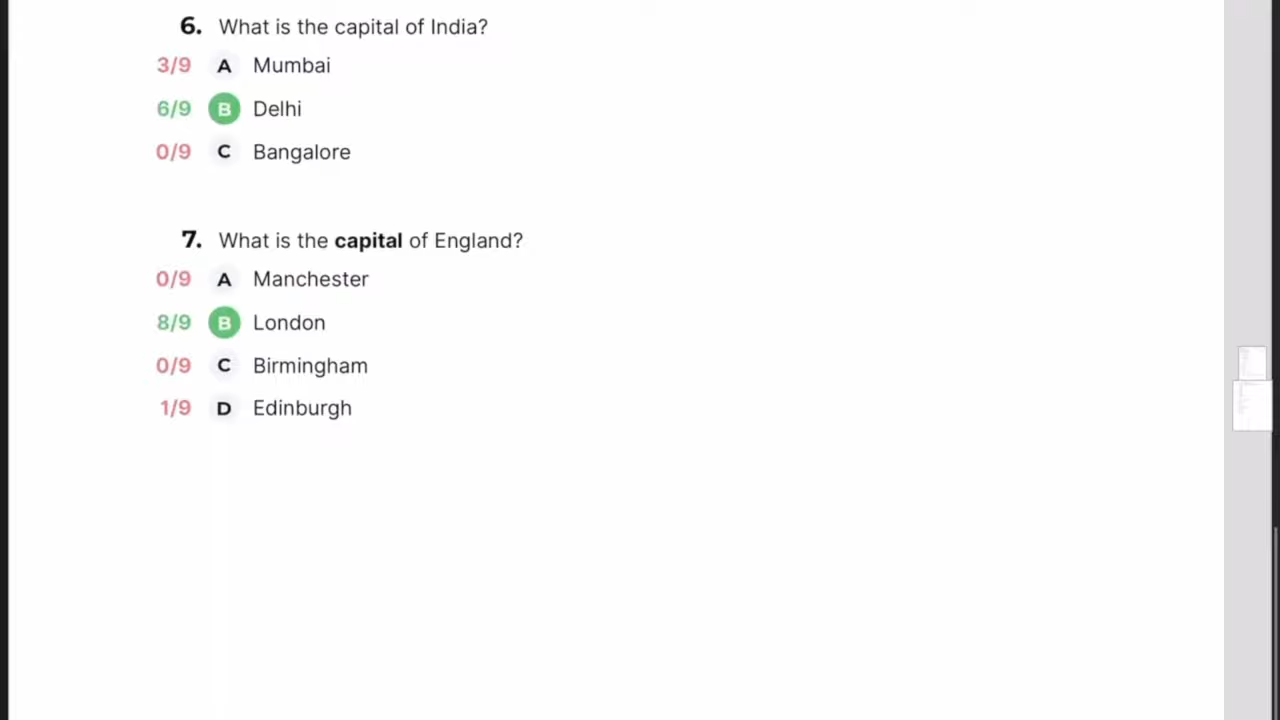 6. What is the capital of India?
3/9 A Mumbai
6/9 B Delhi
0/9 C Bangalore
7. What is the capital of England?
0/9 A Manchester
8/9 B London
0/9 C Birmingham
1/9 D Edinburgh